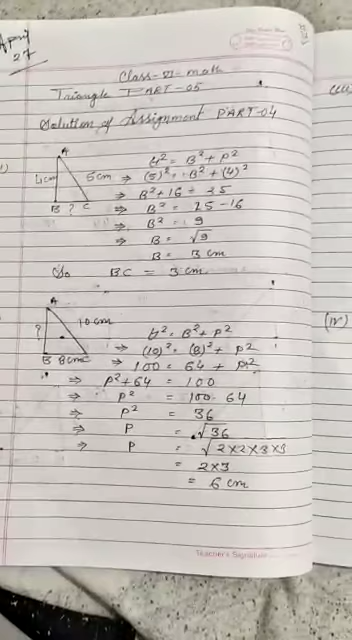 April
27
Class-VI-math
Triangle PART-05
Solution of Assignment PART-04
A
4cm
5cm
B ? C
H² = B² + P²
⇒ (5)² = B² + (4)²
⇒ B² + 16 = 25
⇒ B² = 25-16
⇒ B² = 9
⇒ B = √9
B = 3 cm
So BC = 3 cm
A
?
10 cm
B 8cm C
H² = B² + P²
⇒ (10)² = (8)² + P²
⇒ 100 = 64 + P²
⇒ P² + 64 = 100
⇒ P² = 100-64
⇒ P² = 36
⇒ P = √36
⇒ P = √2×2×3×3
= 2×3
= 6 cm
(iv)
Teacher's Signature